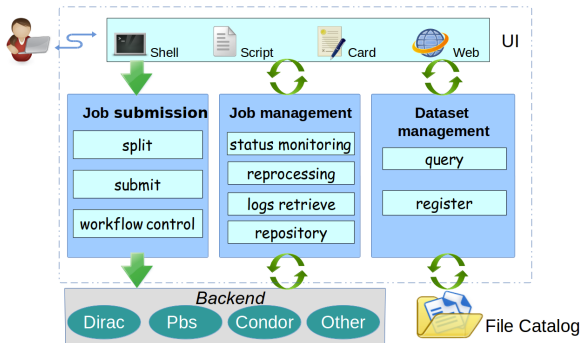 Shell
Script
Card
Web
UI
Job submission
split
submit
workflow control
Job management
status monitoring
reprocessing
logs retrieve
repository
Dataset
management
query
register
Backend
Dirac
Pbs
Condor
Other
File Catalog